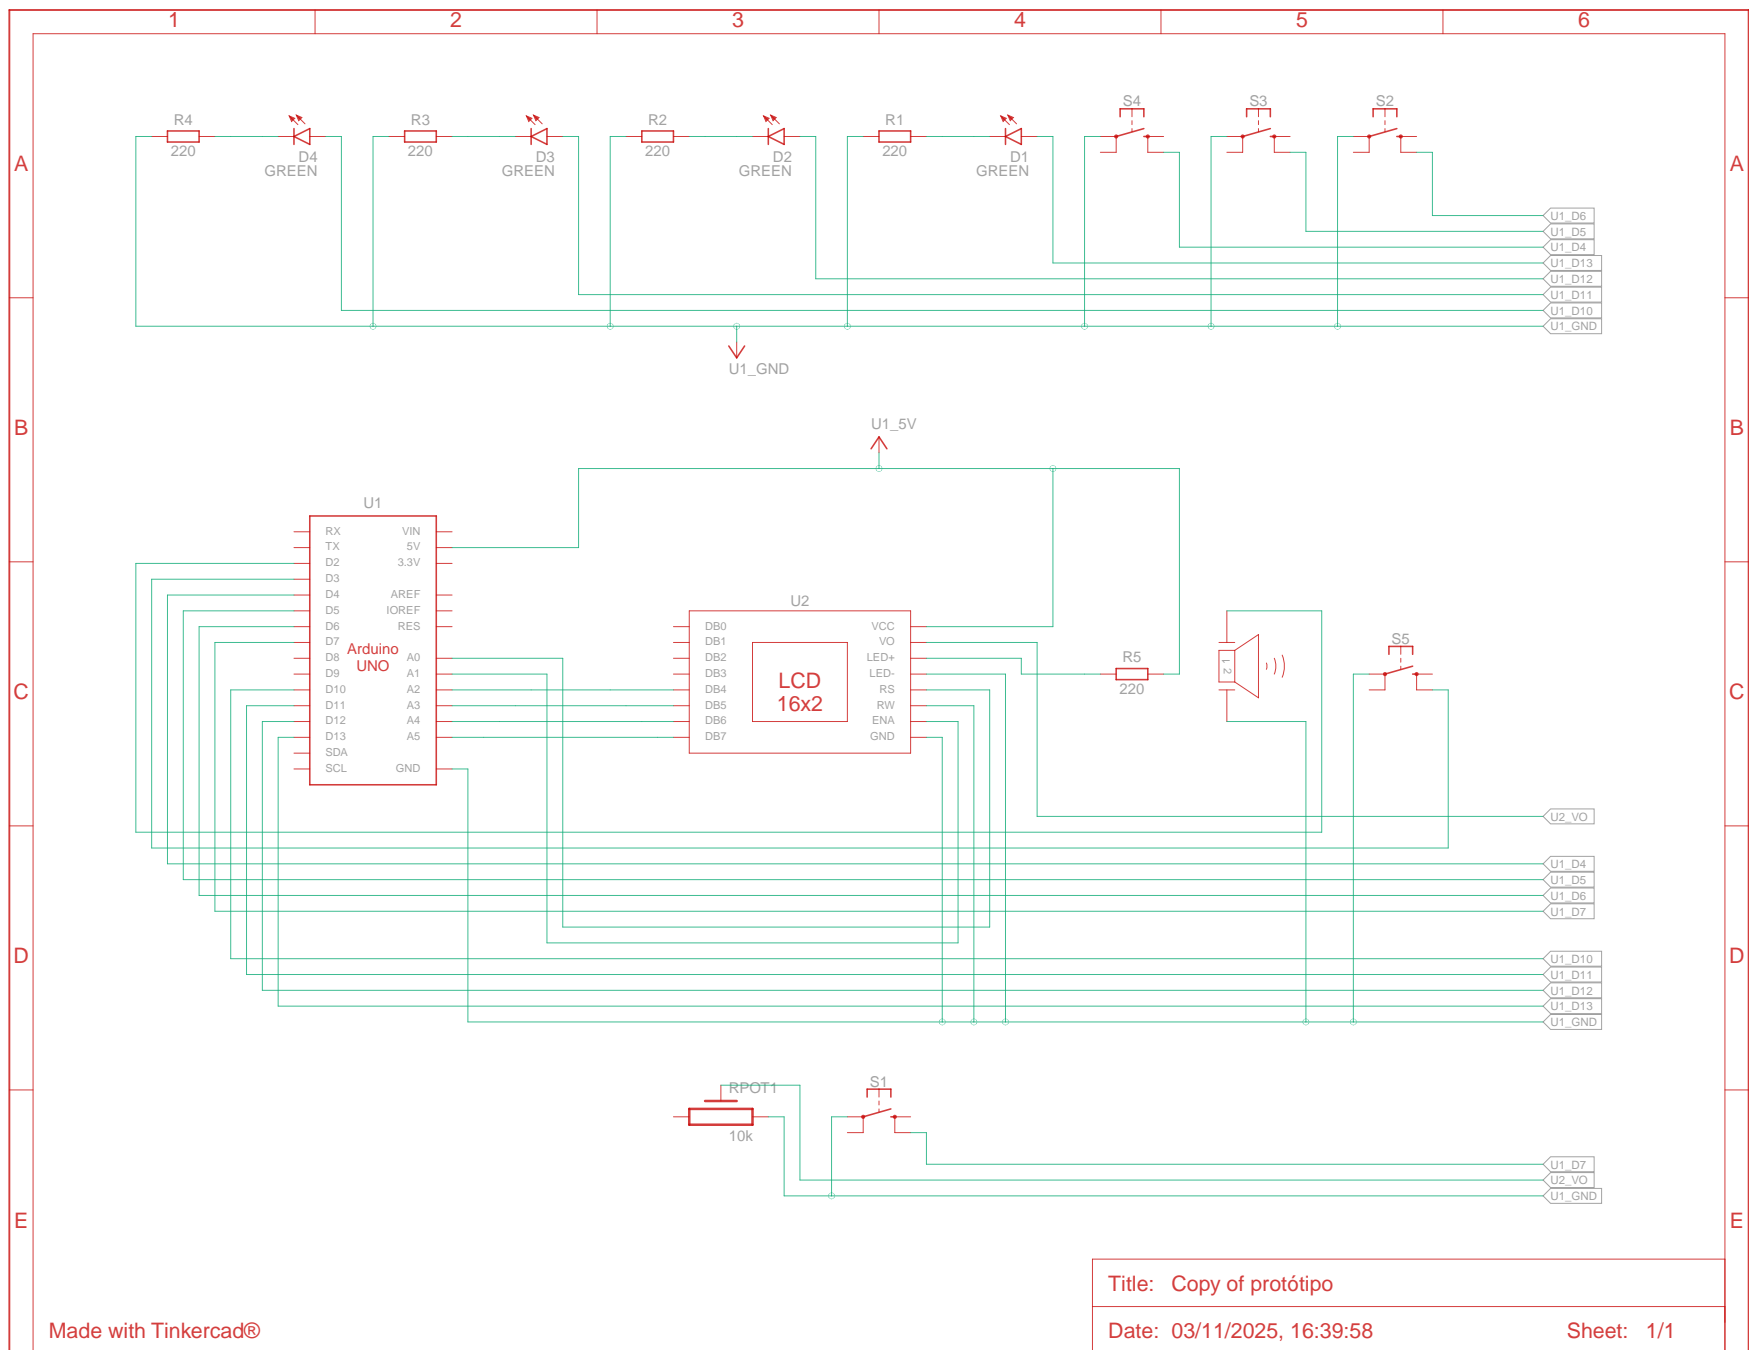 1 2 3 4 5 6
A A
B B
C C
D D
E E
R4
220
D4
GREEN
R3
220
D3
GREEN
R2
220
D2
GREEN
R1
220
D1
GREEN
S4
S3
S2
U1_D6
U1_D5
U1_D4
U1_D13
U1_D12
U1_D11
U1_D10
U1_GND
U1_GND
U1_5V
U1
RX VIN
TX 5V
D2 3.3V
D3
D4 AREF
D5 IOREF
D6 RES
D7
Arduino
UNO
D8 A0
D9 A1
D10 A2
D11 A3
D12 A4
D13 A5
SDA
SCL GND
U2
DB0 VCC
DB1 VO
DB2 LED+
DB3 LED-
DB4 RS
DB5 RW
DB6 ENA
DB7 GND
LCD
16x2
R5
220
1 2
S5
U2_VO
U1_D4
U1_D5
U1_D6
U1_D7
U1_D10
U1_D11
U1_D12
U1_D13
U1_GND
RPOT1
10k
S1
U1_D7
U2_VO
U1_GND
Title: Copy of protótipo
Made with Tinkercad®
Date: 03/11/2025, 16:39:58 Sheet: 1/1